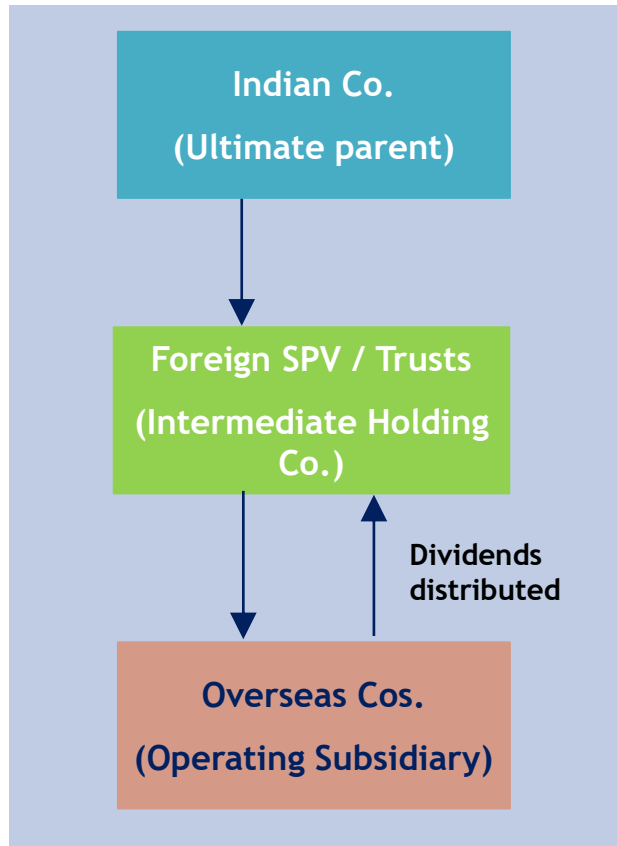 Indian Co.
(Ultimate parent)
Foreign SPV / Trusts
(Intermediate Holding
Co.)
Dividends
distributed
Overseas Cos.
(Operating Subsidiary)